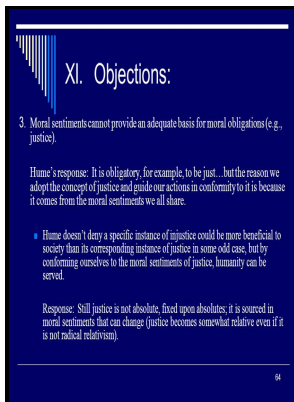 XI. Objections:
3. Moral sentiments cannot provide an adequate basis for moral obligations (e.g.,
justice).
Hume's response: It is obligatory, for example, to be just…but the reason we
adopt the concept of justice and guide our actions in conformity to it is because
it comes from the moral sentiments we all share.
Hume doesn't deny a specific instance of injustice could be more beneficial to
society than its corresponding instance of justice in some odd case, but by
conforming ourselves to the moral sentiments of justice, humanity can be
served.
Response: Still justice is not absolute, fixed upon absolutes; it is sourced in
moral sentiments that can change (justice becomes somewhat relative even if it
is not radical relativism).
64